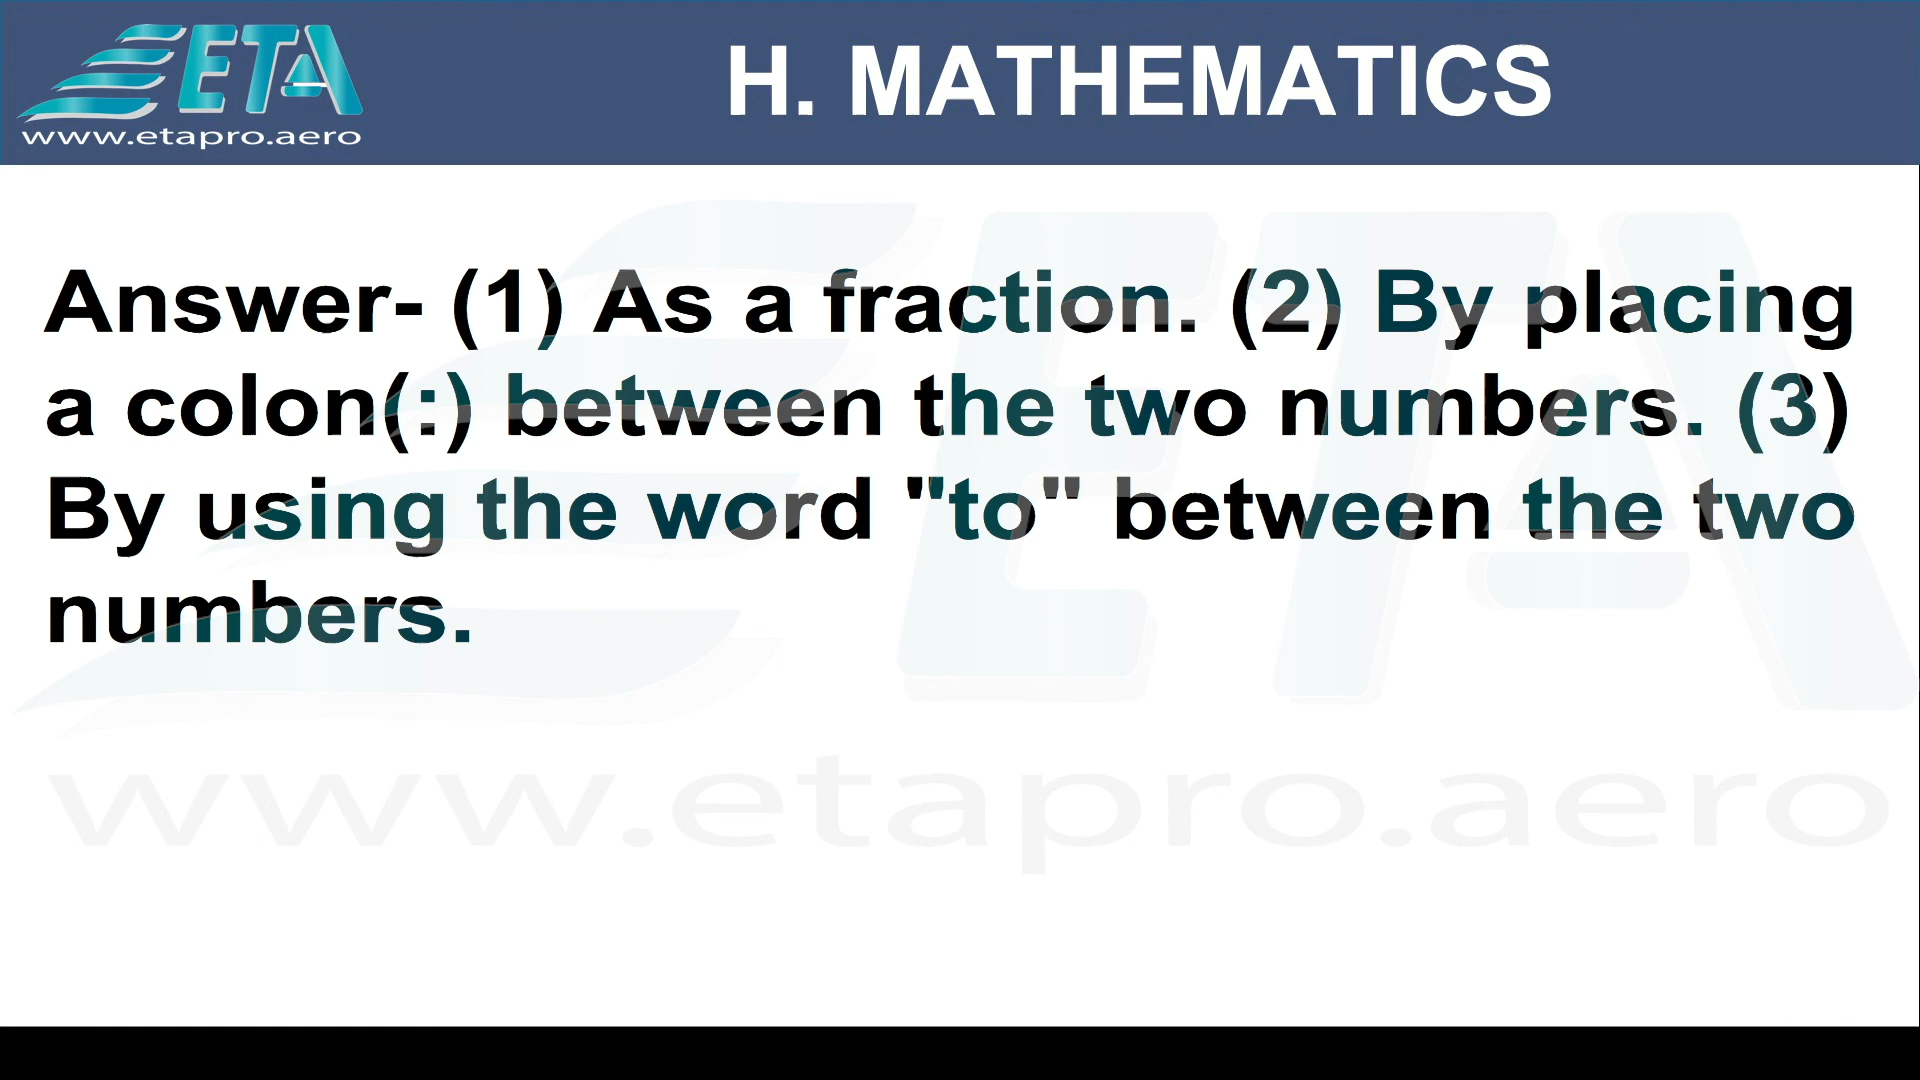 ETA
www.etapro.aero
H. MATHEMATICS
Answer- (1) As a fraction. (2) By placing
a colon(:) between the two numbers. (3)
By using the word "to" between the two
numbers.
ETA
www.etapro.aero